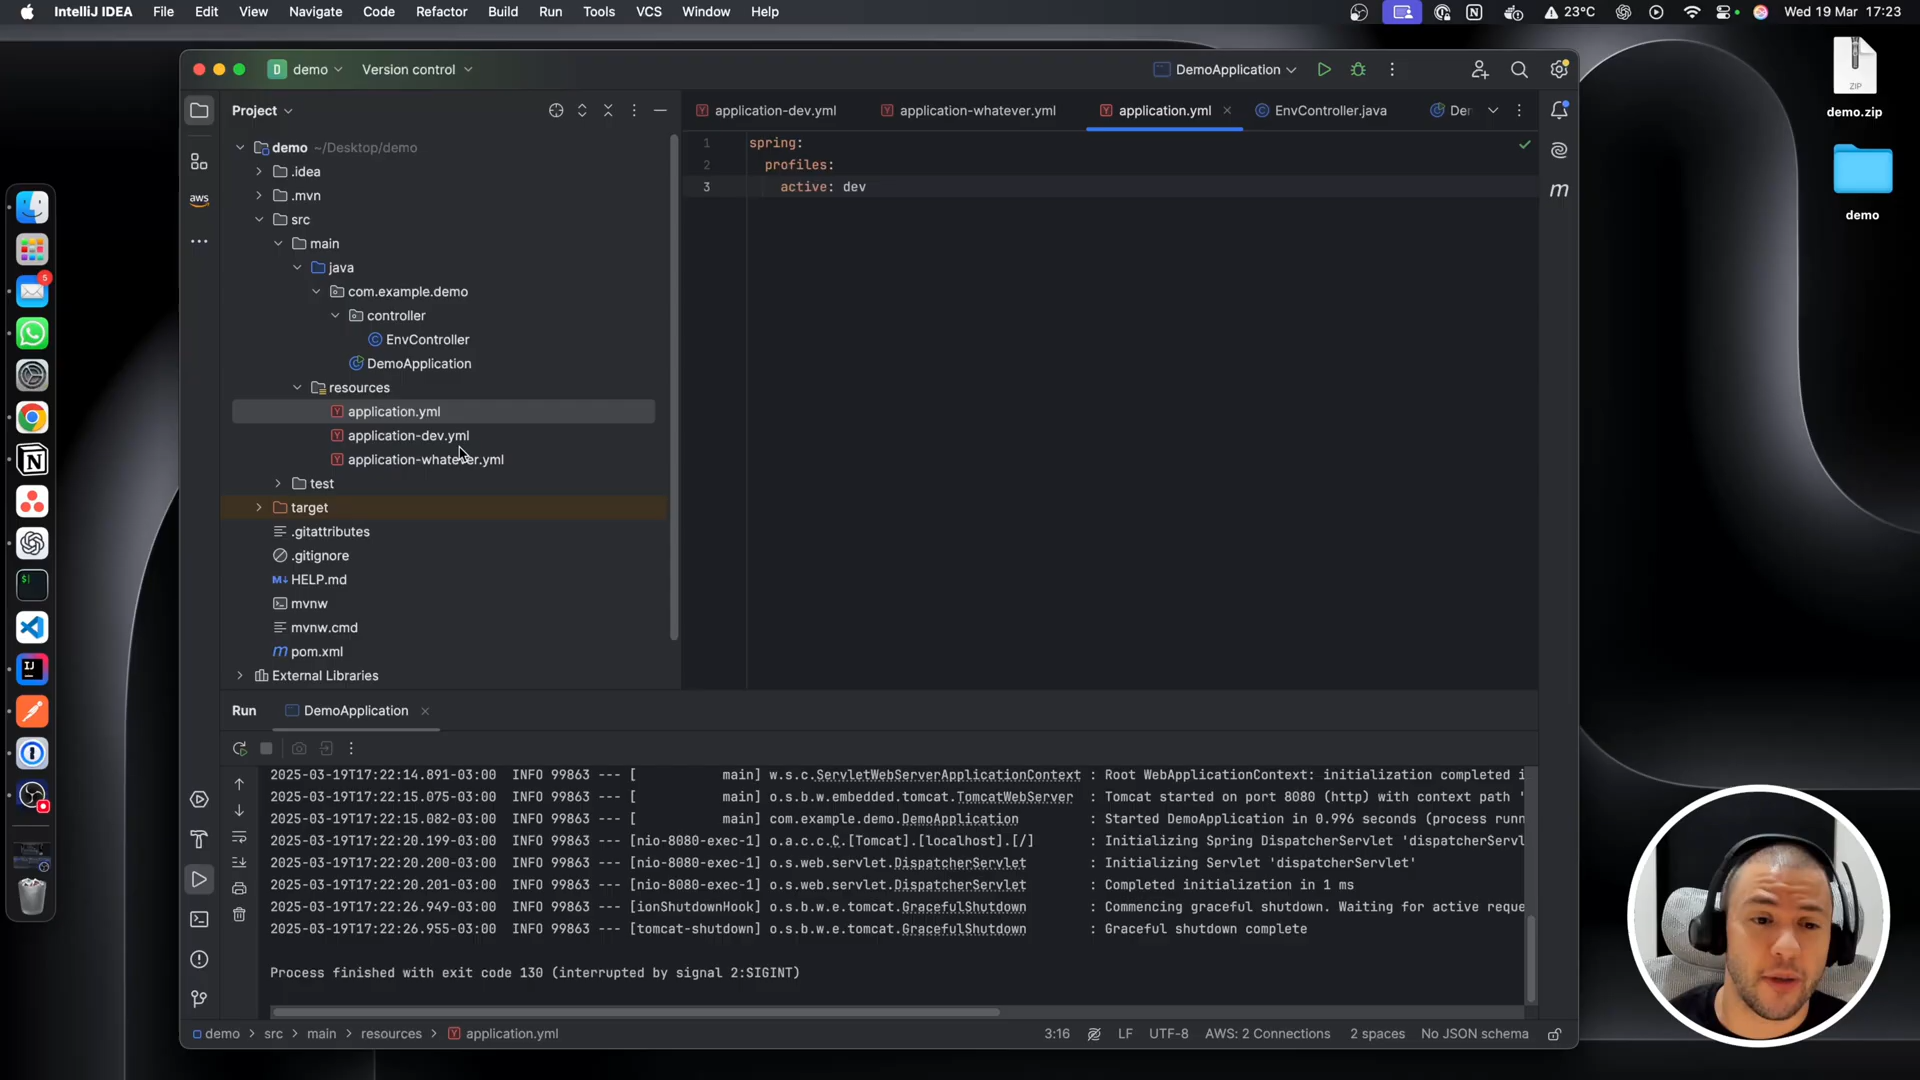 IntelliJ IDEA File Edit View Navigate Code Refactor Build Run Tools VCS Window Help 23°C Wed 19 Mar 17:23
D demo Version control DemoApplication
Project
application-dev.yml application-whatever.yml application.yml EnvController.java De
demo ~/Desktop/demo
.idea
.mvn
src
main
java
com.example.demo
controller
EnvController
DemoApplication
resources
application.yml
application-dev.yml
application-whatever.yml
test
target
.gitattributes
.gitignore
HELP.md
mvnw
mvnw.cmd
pom.xml
External Libraries
aws
1 spring:
2 profiles:
3 active: dev
ZIP
demo.zip
demo
5
Run DemoApplication
2025-03-19T17:22:14.891-03:00 INFO 99863 --- [ main] w.s.c.ServletWebServerApplicationContext : Root WebApplicationContext: initialization completed i
2025-03-19T17:22:15.075-03:00 INFO 99863 --- [ main] o.s.b.w.embedded.tomcat.TomcatWebServer : Tomcat started on port 8080 (http) with context path '
2025-03-19T17:22:15.082-03:00 INFO 99863 --- [ main] com.example.demo.DemoApplication : Started DemoApplication in 0.996 seconds (process runn
2025-03-19T17:22:20.199-03:00 INFO 99863 --- [nio-8080-exec-1] o.a.c.c.C.[Tomcat].[localhost].[/] : Initializing Spring DispatcherServlet 'dispatcherServl
2025-03-19T17:22:20.200-03:00 INFO 99863 --- [nio-8080-exec-1] o.s.web.servlet.DispatcherServlet : Initializing Servlet 'dispatcherServlet'
2025-03-19T17:22:20.201-03:00 INFO 99863 --- [nio-8080-exec-1] o.s.web.servlet.DispatcherServlet : Completed initialization in 1 ms
2025-03-19T17:22:26.949-03:00 INFO 99863 --- [ionShutdownHook] o.s.b.w.e.tomcat.GracefulShutdown : Commencing graceful shutdown. Waiting for active reque
2025-03-19T17:22:26.955-03:00 INFO 99863 --- [tomcat-shutdown] o.s.b.w.e.tomcat.GracefulShutdown : Graceful shutdown complete
Process finished with exit code 130 (interrupted by signal 2:SIGINT)
demo > src > main > resources > application.yml 3:16 LF UTF-8 AWS: 2 Connections 2 spaces No JSON schema